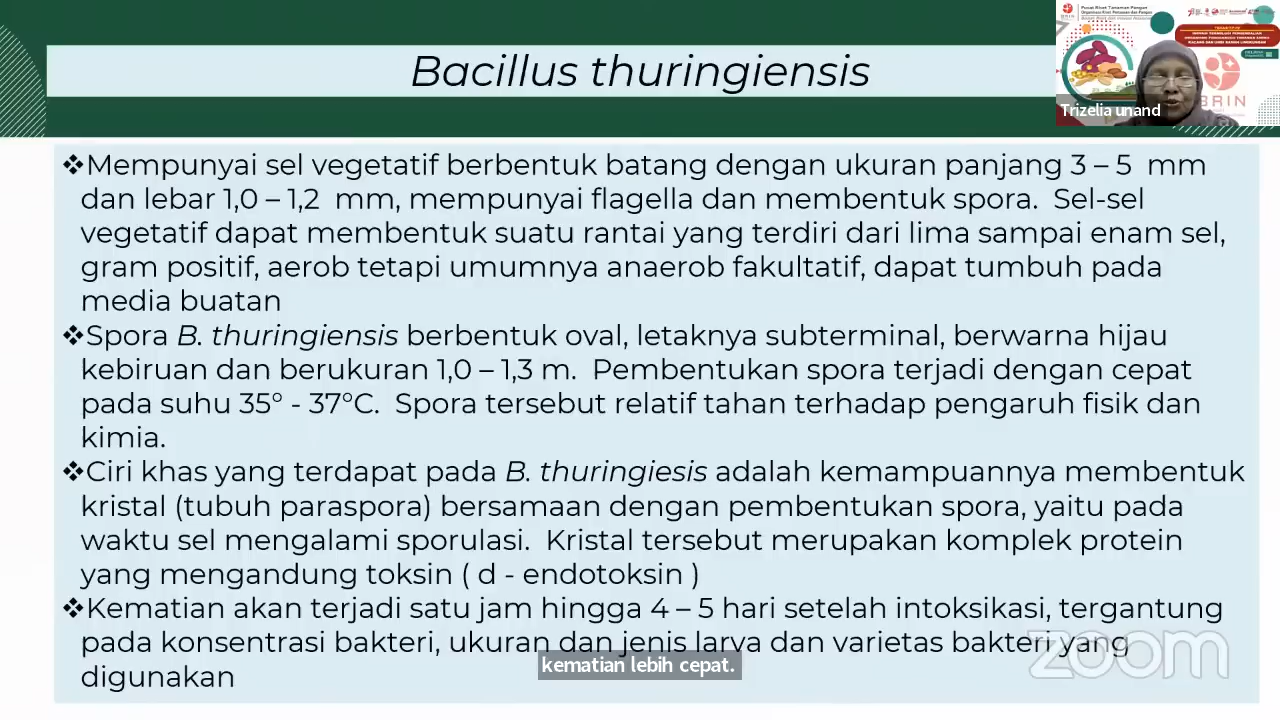 Bacillus thuringiensis
Pusat Riset Tanaman Pangan
BRIN
Trizelia unand
❖Mempunyai sel vegetatif berbentuk batang dengan ukuran panjang 3 – 5 mm
dan lebar 1,0 – 1,2 mm, mempunyai flagella dan membentuk spora. Sel-sel
vegetatif dapat membentuk suatu rantai yang terdiri dari lima sampai enam sel,
gram positif, aerob tetapi umumnya anaerob fakultatif, dapat tumbuh pada
media buatan
❖Spora B. thuringiensis berbentuk oval, letaknya subterminal, berwarna hijau
kebiruan dan berukuran 1,0 – 1,3 m. Pembentukan spora terjadi dengan cepat
pada suhu 35° - 37°C. Spora tersebut relatif tahan terhadap pengaruh fisik dan
kimia.
❖Ciri khas yang terdapat pada B. thuringiesis adalah kemampuannya membentuk
kristal (tubuh paraspora) bersamaan dengan pembentukan spora, yaitu pada
waktu sel mengalami sporulasi. Kristal tersebut merupakan komplek protein
yang mengandung toksin ( d - endotoksin )
❖Kematian akan terjadi satu jam hingga 4 – 5 hari setelah intoksikasi, tergantung
pada konsentrasi bakteri, ukuran dan jenis larva dan varietas bakteri yang
digunakan
kematian lebih cepat.
zoom